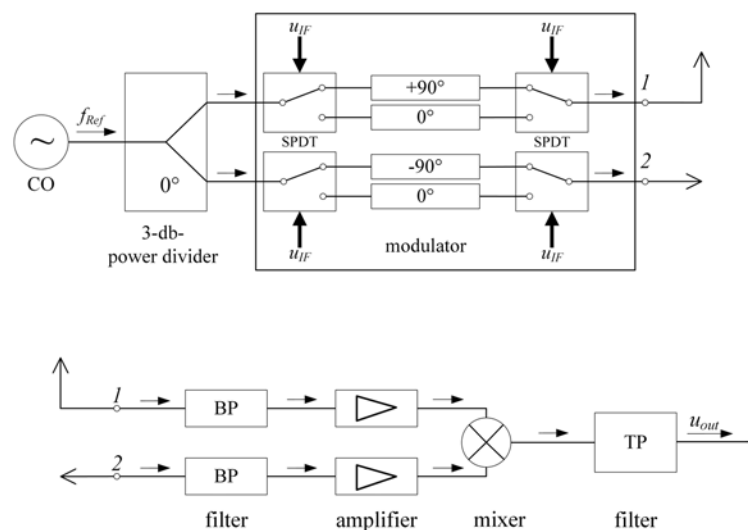 u_IF u_IF
+90°
1
f_Ref
0°
SPDT SPDT
~
2
CO
-90°
0°
0°
3-db-
power divider
u_IF
modulator
u_IF
1
BP
u_out
TP
2
BP
filter amplifier mixer filter